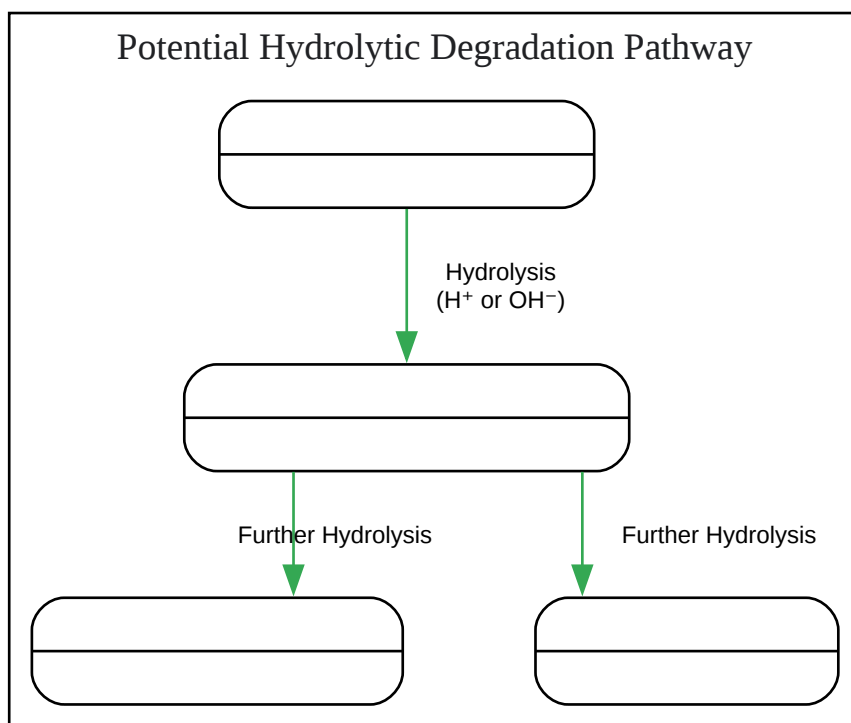 Potential Hydrolytic Degradation Pathway
Hydrolysis
(H⁺ or OH⁻)
Further Hydrolysis
Further Hydrolysis